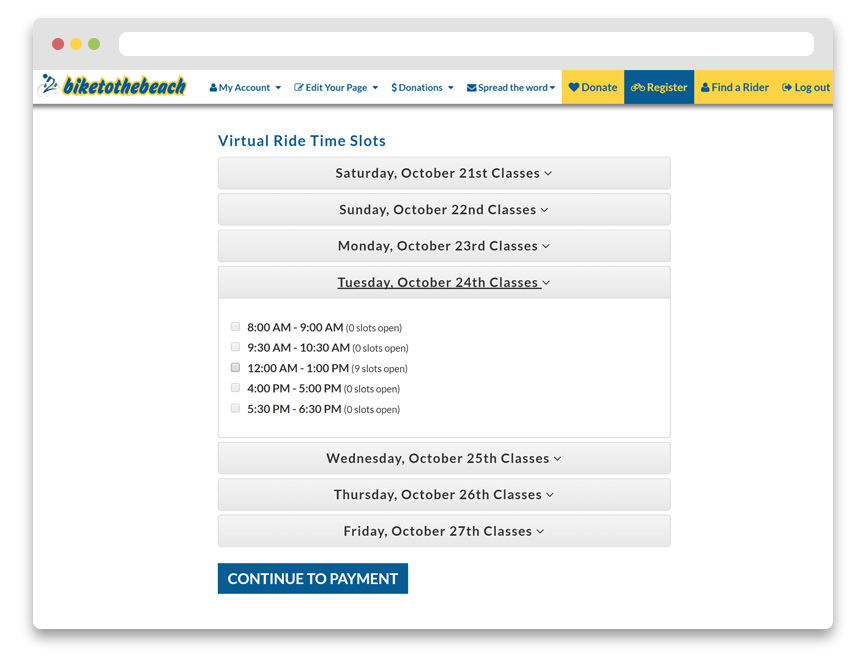 biketothebeach
My Account
Edit Your Page
$ Donations
Spread the word
Donate
Register
Find a Rider
Log out
Virtual Ride Time Slots
Saturday, October 21st Classes
Sunday, October 22nd Classes
Monday, October 23rd Classes
Tuesday, October 24th Classes
8:00 AM - 9:00 AM (0 slots open)
9:30 AM - 10:30 AM (0 slots open)
12:00 AM - 1:00 PM (9 slots open)
4:00 PM - 5:00 PM (0 slots open)
5:30 PM - 6:30 PM (0 slots open)
Wednesday, October 25th Classes
Thursday, October 26th Classes
Friday, October 27th Classes
CONTINUE TO PAYMENT